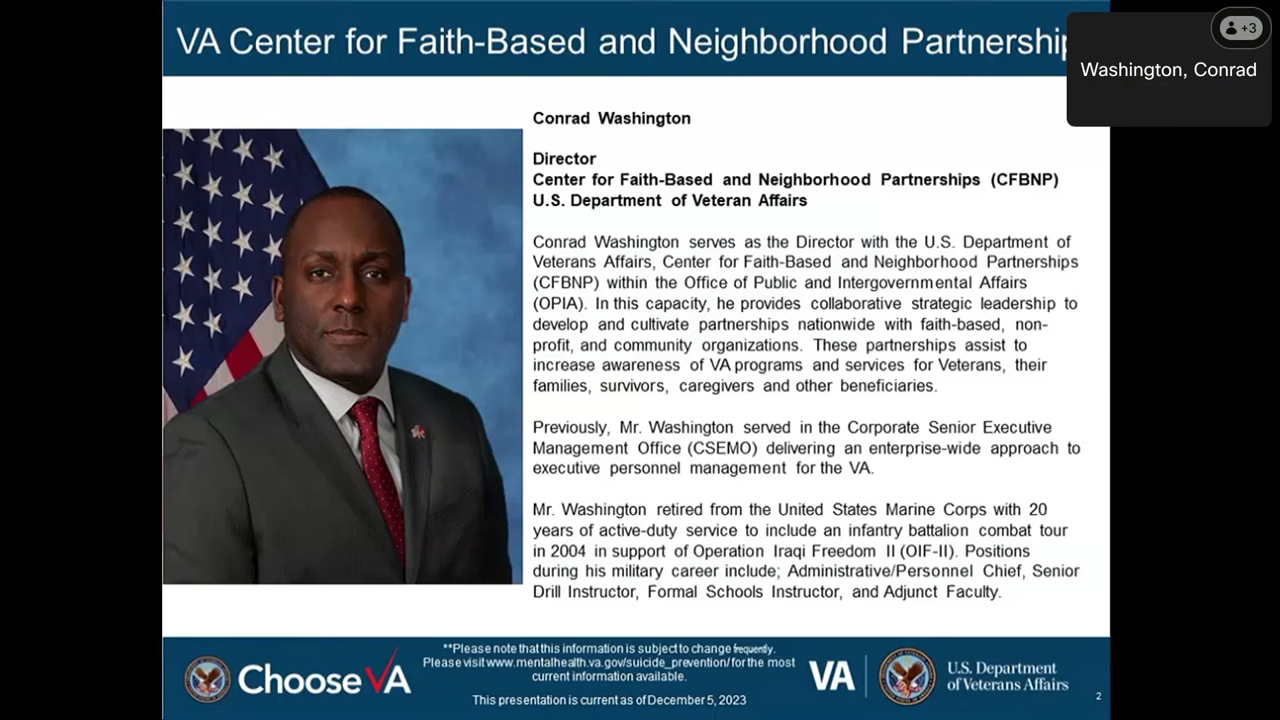 VA Center for Faith-Based and Neighborhood Partnership
+3
Washington, Conrad
Conrad Washington
Director
Center for Faith-Based and Neighborhood Partnerships (CFBNP)
U.S. Department of Veteran Affairs
Conrad Washington serves as the Director with the U.S. Department of
Veterans Affairs, Center for Faith-Based and Neighborhood Partnerships
(CFBNP) within the Office of Public and Intergovernmental Affairs
(OPIA). In this capacity, he provides collaborative strategic leadership to
develop and cultivate partnerships nationwide with faith-based, non-
profit, and community organizations. These partnerships assist to
increase awareness of VA programs and services for Veterans, their
families, survivors, caregivers and other beneficiaries.
Previously, Mr. Washington served in the Corporate Senior Executive
Management Office (CSEMO) delivering an enterprise-wide approach to
executive personnel management for the VA.
Mr. Washington retired from the United States Marine Corps with 20
years of active-duty service to include an infantry battalion combat tour
in 2004 in support of Operation Iraqi Freedom II (OIF-II). Positions
during his military career include; Administrative/Personnel Chief, Senior
Drill Instructor, Formal Schools Instructor, and Adjunct Faculty.
Choose VA
**Please note that this information is subject to change frequently.
Please visit www.mentalhealth.va.gov/suicide_prevention/ for the most
current information available.
This presentation is current as of December 5, 2023
VA
U.S. Department
of Veterans Affairs
2